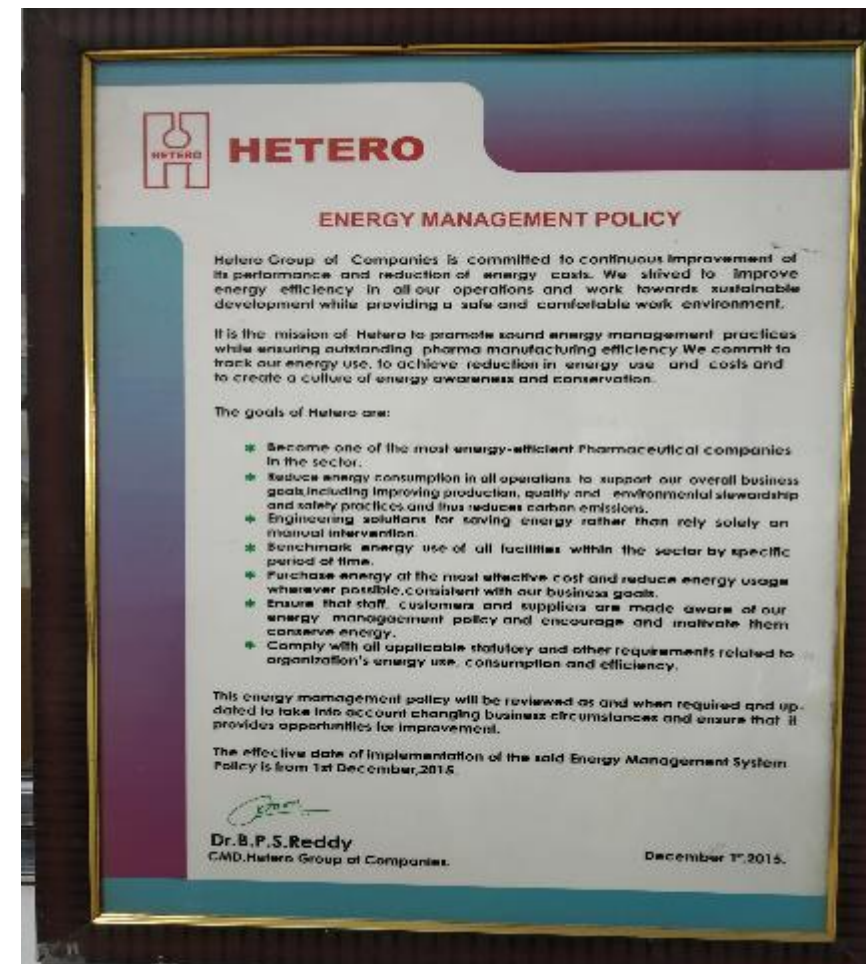 HETERO
HETERO
ENERGY MANAGEMENT POLICY
Hetero Group of Companies is committed to continuous improvement of
its performance and reduction of energy costs. We strived to improve
energy efficiency in all our operations and work towards sustainable
development while providing a safe and comfortable work environment.
It is the mission of Hetero to promote sound energy management practices
while ensuring outstanding pharma manufacturing efficiency We commit to
track our energy use, to achieve reduction in energy use and costs and
to create a culture of energy awareness and conservation.
The goals of Hetero are:
* Become one of the most energy-efficient Pharmaceutical companies
in the sector.
* Reduce energy consumption in all operations to support our overall business
goals,including improving production, quality and environmental stewardship
and safety practices and thus reduces carbon emissions.
* Engineering solutions for saving energy rather than rely solely on
manual intervention.
* Benchmark energy use of all facilities within the sector by specific
period of time.
* Purchase energy at the most effective cost and reduce energy usage
wherever possible,consistent with our business goals.
* Ensure that staff, customers and suppliers are made aware of our
energy managaement policy and encourage and motivate them
conserve energy.
* Comply with all applicable statutory and other requirements related to
organization's energy use, consumption and efficiency.
This energy mamagement policy will be reviewed as and when required and up-
dated to take into account changing business circumstances and ensure that it
provides opportunities for improvement.
The effective date of implementation of the said Energy Management System
Policy is from 1st December,2015.
Dr.B.P.S.Reddy
CMD.Hetero Group of Companies.
December 1st,2015.